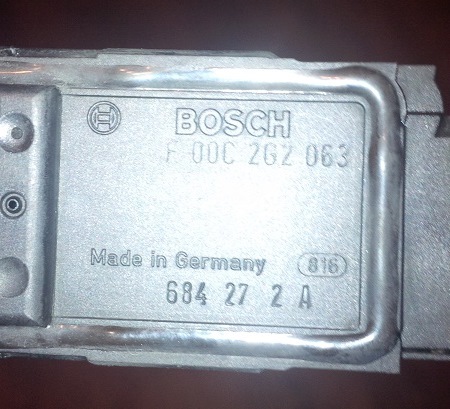 BOSCH
F 00C 2G2 063
Made in Germany 816
684 27 2 A